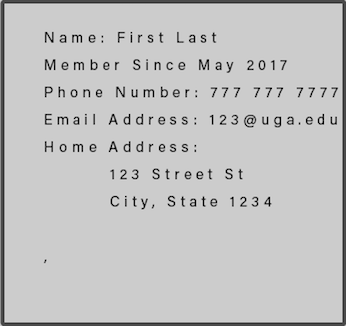 Name: First Last
Member Since May 2017
Phone Number: 777 777 7777
Email Address: 123@uga.edu
Home Address:
123 Street St
City, State 1234
,